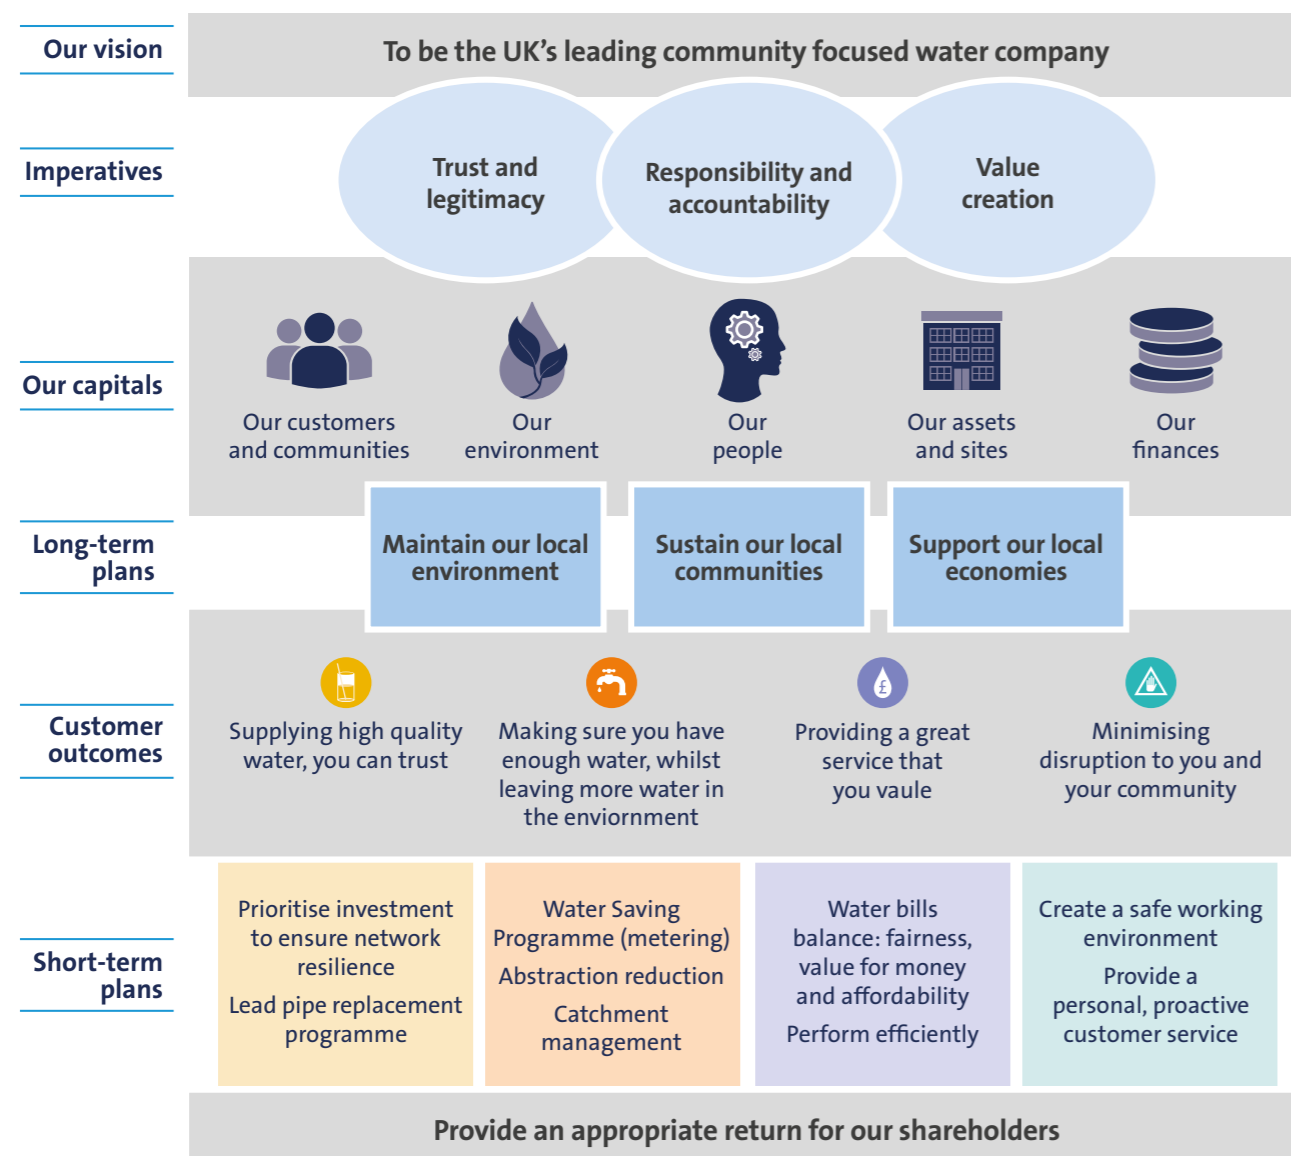 Our vision
To be the UK's leading community focused water company
Imperatives
Trust and
legitimacy
Responsibility and
accountability
Value
creation
Our capitals
Our customers
and communities
Our
environment
Our
people
Our assets
and sites
Our
finances
Long-term
plans
Maintain our local
environment
Sustain our local
communities
Support our local
economies
Customer
outcomes
Supplying high quality
water, you can trust
Making sure you have
enough water, whilst
leaving more water in
the enviornment
£
Providing a great
service that
you vaule
Minimising
disruption to you and
your community
Short-term
plans
Prioritise investment
to ensure network
resilience
Lead pipe replacement
programme
Water Saving
Programme (metering)
Abstraction reduction
Catchment
management
Water bills
balance: fairness,
value for money
and affordability
Perform efficiently
Create a safe working
environment
Provide a
personal, proactive
customer service
Provide an appropriate return for our shareholders